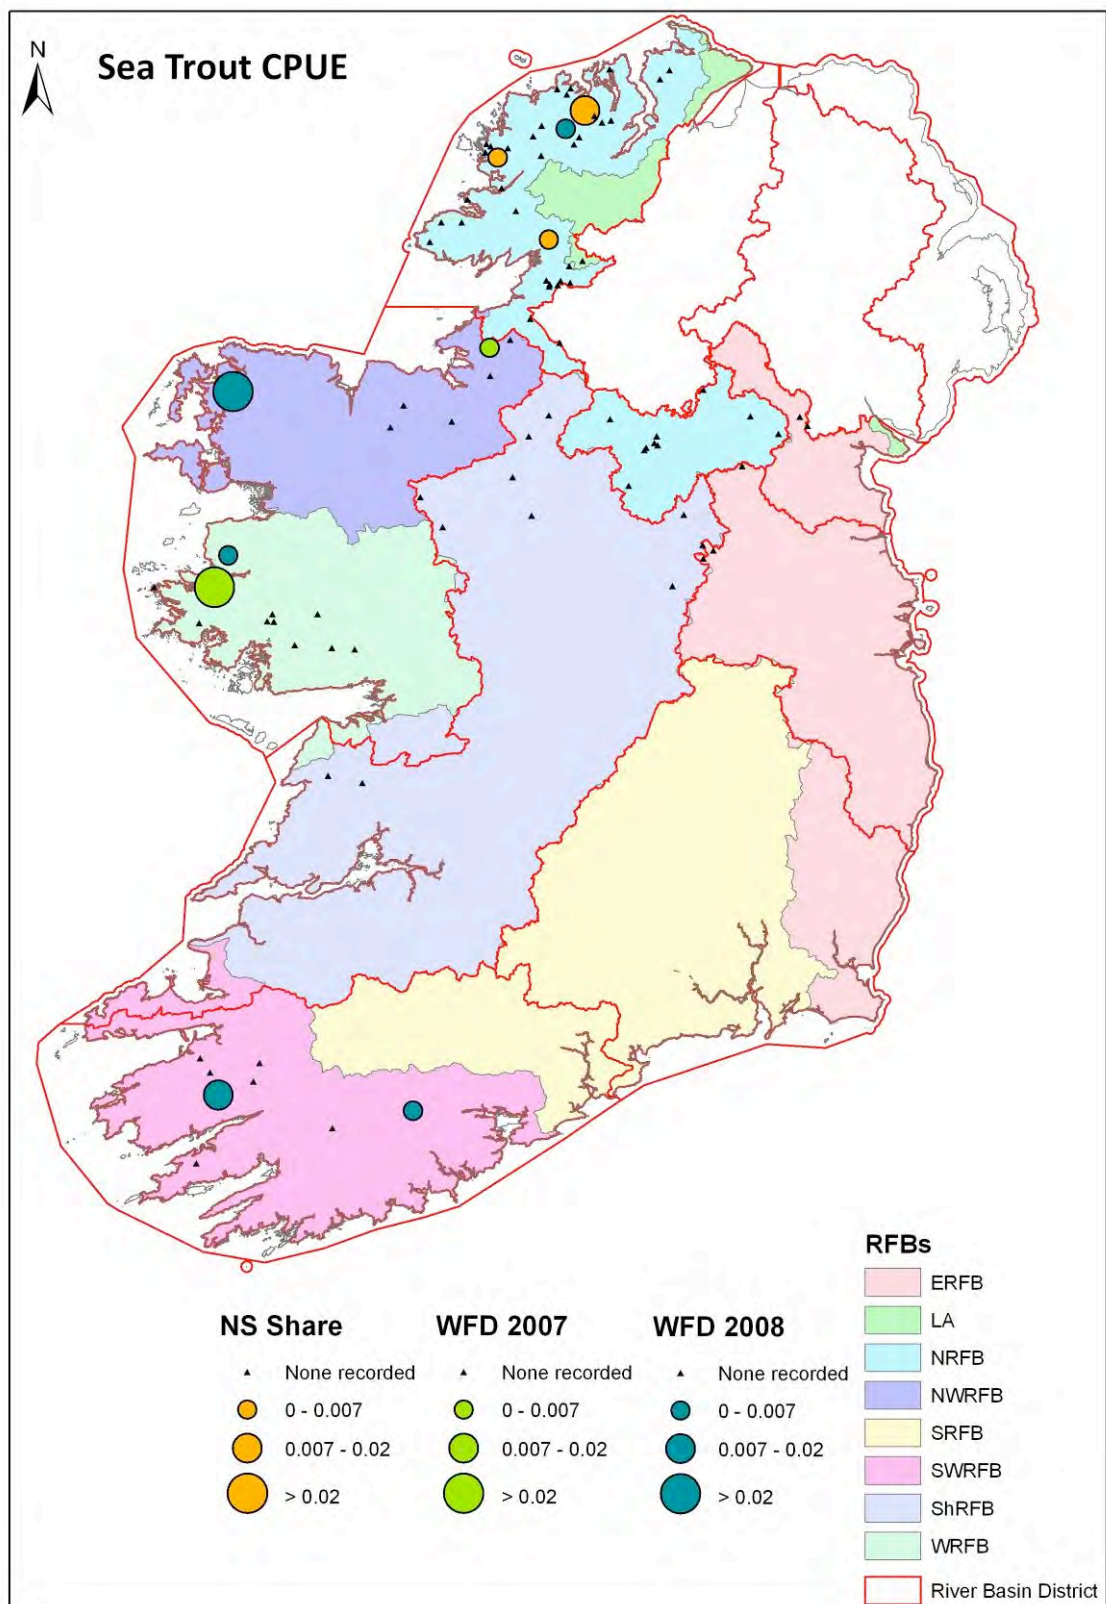 N
Sea Trout CPUE
RFBs
ERFB
LA
NRFB
NWRFB
SRFB
SWRFB
ShRFB
WRFB
River Basin District
NS Share
None recorded
0 - 0.007
0.007 - 0.02
> 0.02
WFD 2007
None recorded
0 - 0.007
0.007 - 0.02
> 0.02
WFD 2008
None recorded
0 - 0.007
0.007 - 0.02
> 0.02